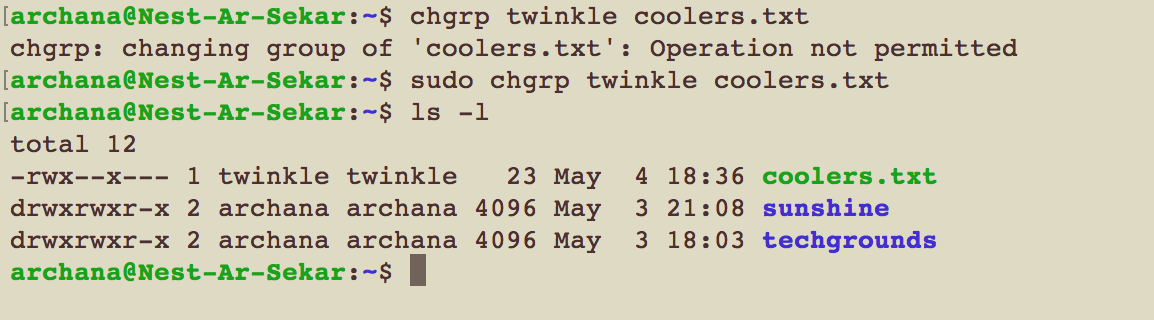 [archana@Nest-Ar-Sekar:~$ chgrp twinkle coolers.txt
chgrp: changing group of 'coolers.txt': Operation not permitted
[archana@Nest-Ar-Sekar:~$ sudo chgrp twinkle coolers.txt
[archana@Nest-Ar-Sekar:~$ ls -l
total 12
-rwx--x--- 1 twinkle twinkle   23 May  4 18:36 coolers.txt
drwxrwxr-x 2 archana archana 4096 May  3 21:08 sunshine
drwxrwxr-x 2 archana archana 4096 May  3 18:03 techgrounds
archana@Nest-Ar-Sekar:~$